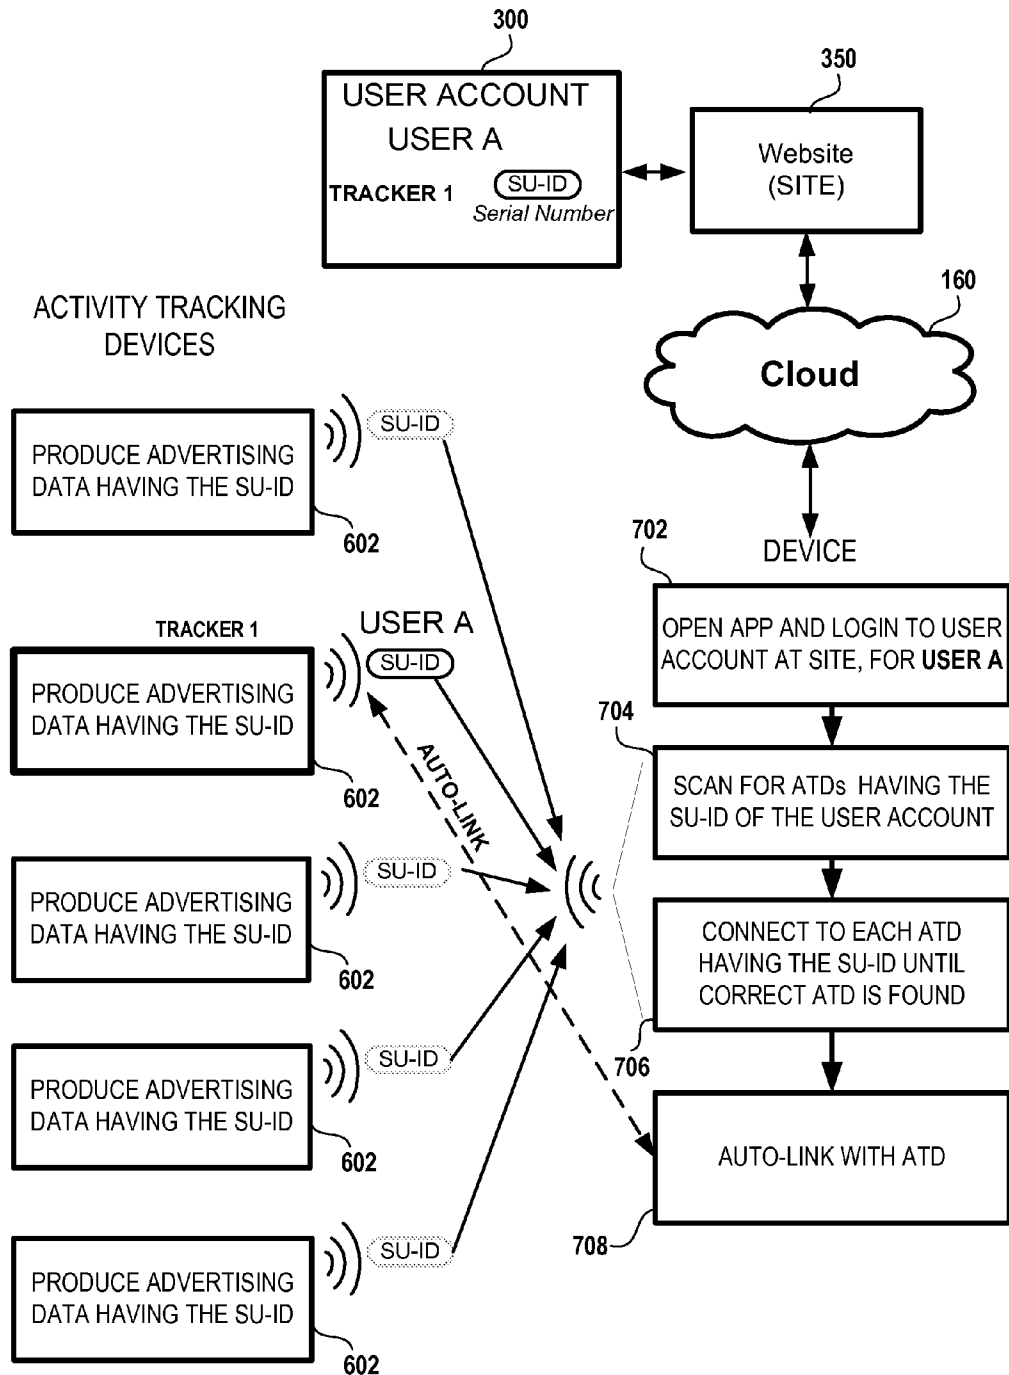 300
USER ACCOUNT
USER A
TRACKER 1
SU-ID
Serial Number
350
Website
(SITE)
160
Cloud
ACTIVITY TRACKING
DEVICES
PRODUCE ADVERTISING
DATA HAVING THE SU-ID
SU-ID
602
TRACKER 1
USER A
SU-ID
PRODUCE ADVERTISING
DATA HAVING THE SU-ID
602
AUTO-LINK
PRODUCE ADVERTISING
DATA HAVING THE SU-ID
SU-ID
602
PRODUCE ADVERTISING
DATA HAVING THE SU-ID
SU-ID
602
PRODUCE ADVERTISING
DATA HAVING THE SU-ID
SU-ID
602
DEVICE
702
OPEN APP AND LOGIN TO USER
ACCOUNT AT SITE, FOR USER A
704
SCAN FOR ATDs HAVING THE
SU-ID OF THE USER ACCOUNT
CONNECT TO EACH ATD
HAVING THE SU-ID UNTIL
CORRECT ATD IS FOUND
706
AUTO-LINK WITH ATD
708